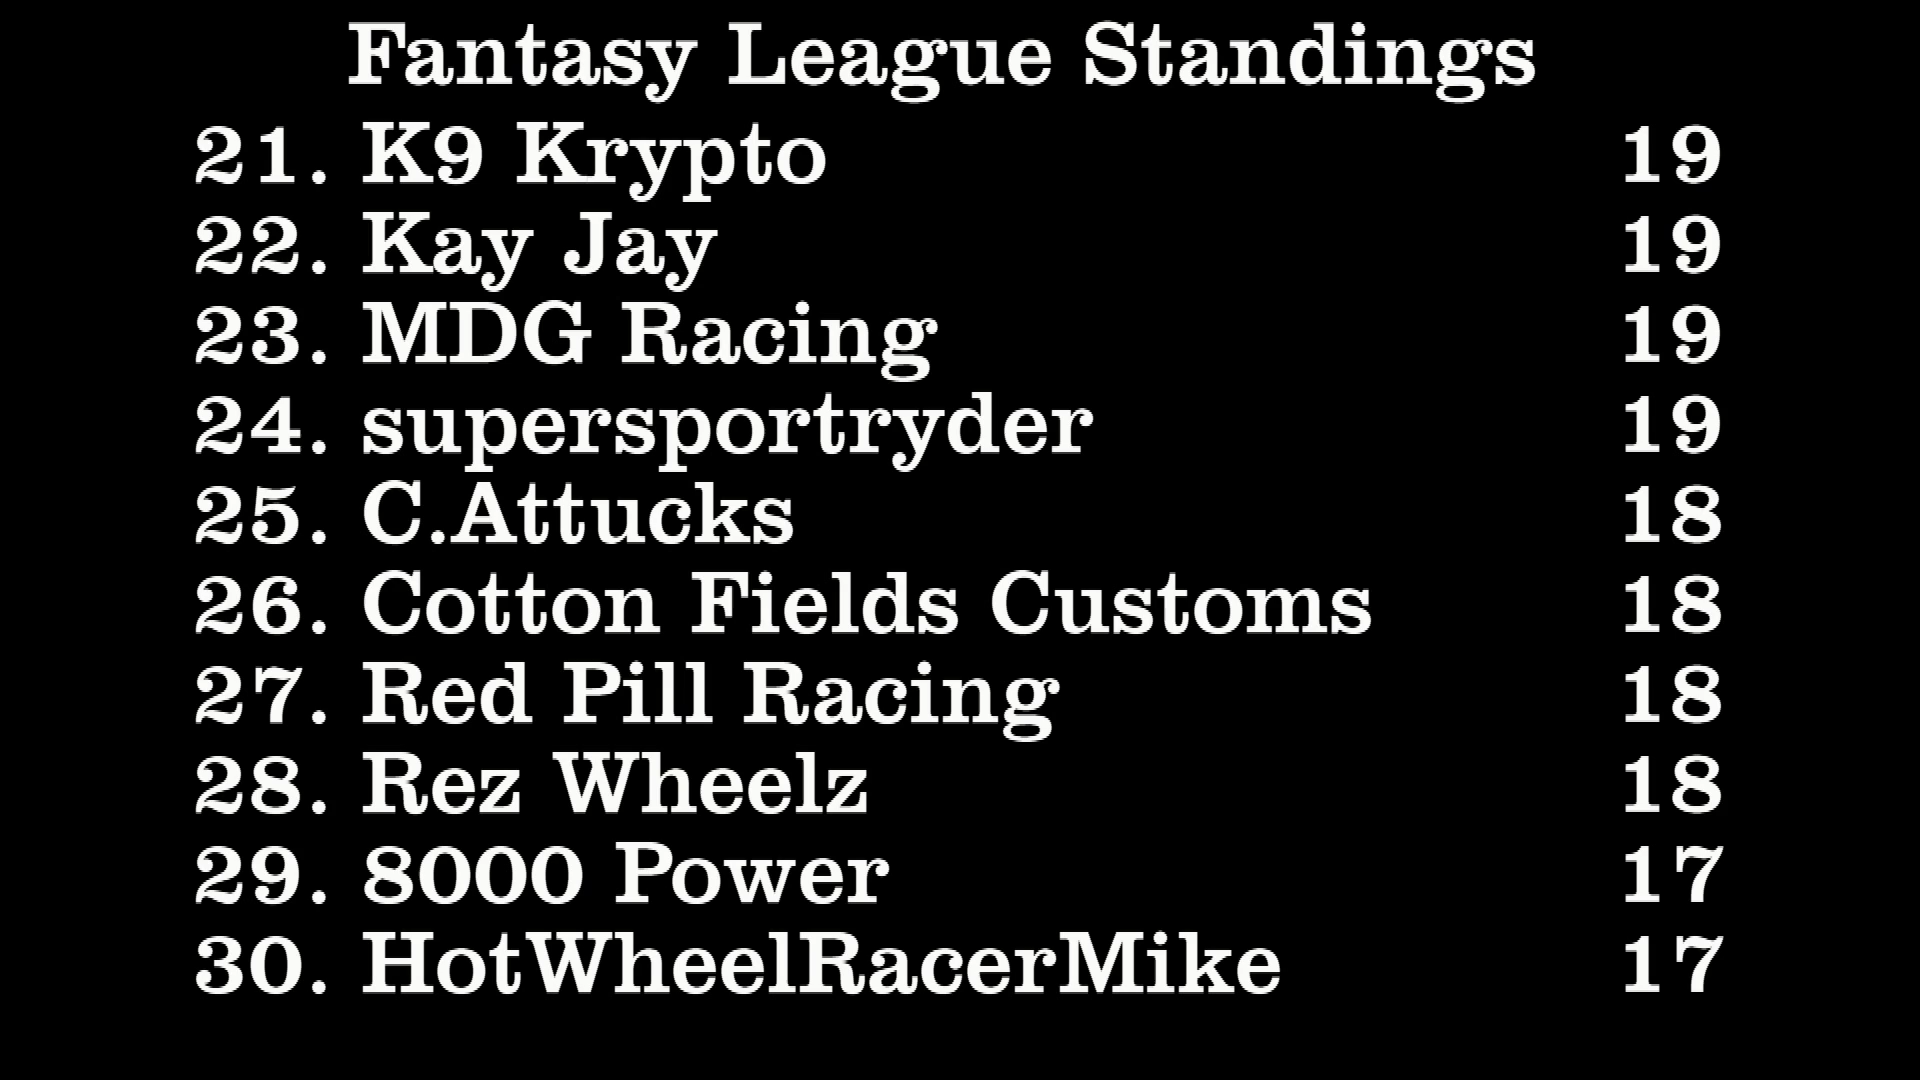 Fantasy League Standings
21. K9 Krypto 19
22. Kay Jay 19
23. MDG Racing 19
24. supersportryder 19
25. C.Attucks 18
26. Cotton Fields Customs 18
27. Red Pill Racing 18
28. Rez Wheelz 18
29. 8000 Power 17
30. HotWheelRacerMike 17